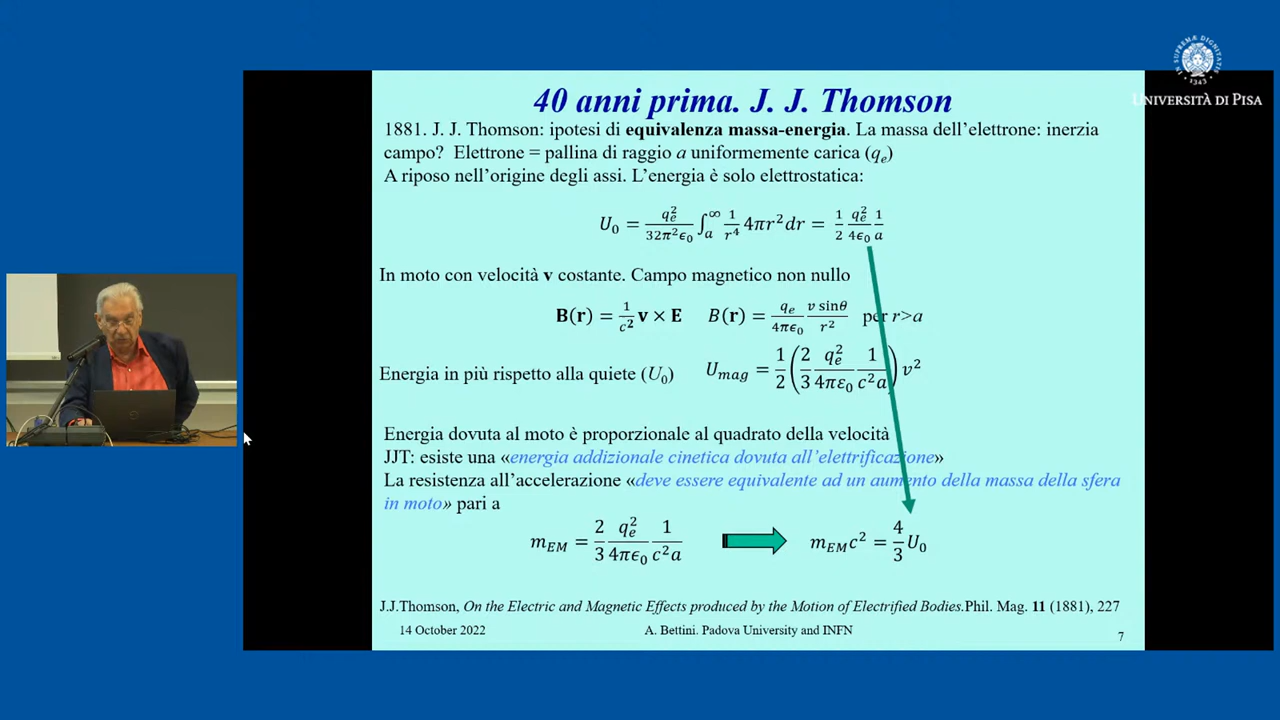 40 anni prima. J. J. Thomson
1881. J. J. Thomson: ipotesi di equivalenza massa-energia. La massa dell'elettrone: inerzia
campo? Elettrone = pallina di raggio a uniformemente carica (qₑ)
A riposo nell'origine degli assi. L'energia è solo elettrostatica:
U₀ = qₑ²/32π²ϵ₀ ∫ₐ^∞ 1/r⁴ 4πr²dr = 1/2 qₑ²/4ϵ₀ 1/a
In moto con velocità v costante. Campo magnetico non nullo
B(r) = 1/c² v × E B(r) = qₑ/4πϵ₀ v sinθ/r² per r>a
Energia in più rispetto alla quiete (U₀) U_mag = 1/2 (2/3 qₑ²/4πε₀ 1/c²a) v²
Energia dovuta al moto è proporzionale al quadrato della velocità
JJT: esiste una «energia addizionale cinetica dovuta all'elettrificazione»
La resistenza all'accelerazione «deve essere equivalente ad un aumento della massa della sfera
in moto» pari a
m_EM = 2/3 qₑ²/4πϵ₀ 1/c²a m_EM c² = 4/3 U₀
J.J.Thomson, On the Electric and Magnetic Effects produced by the Motion of Electrified Bodies.Phil. Mag. 11 (1881), 227
14 October 2022 A. Bettini. Padova University and INFN 7
UNIVERSITÀ DI PISA